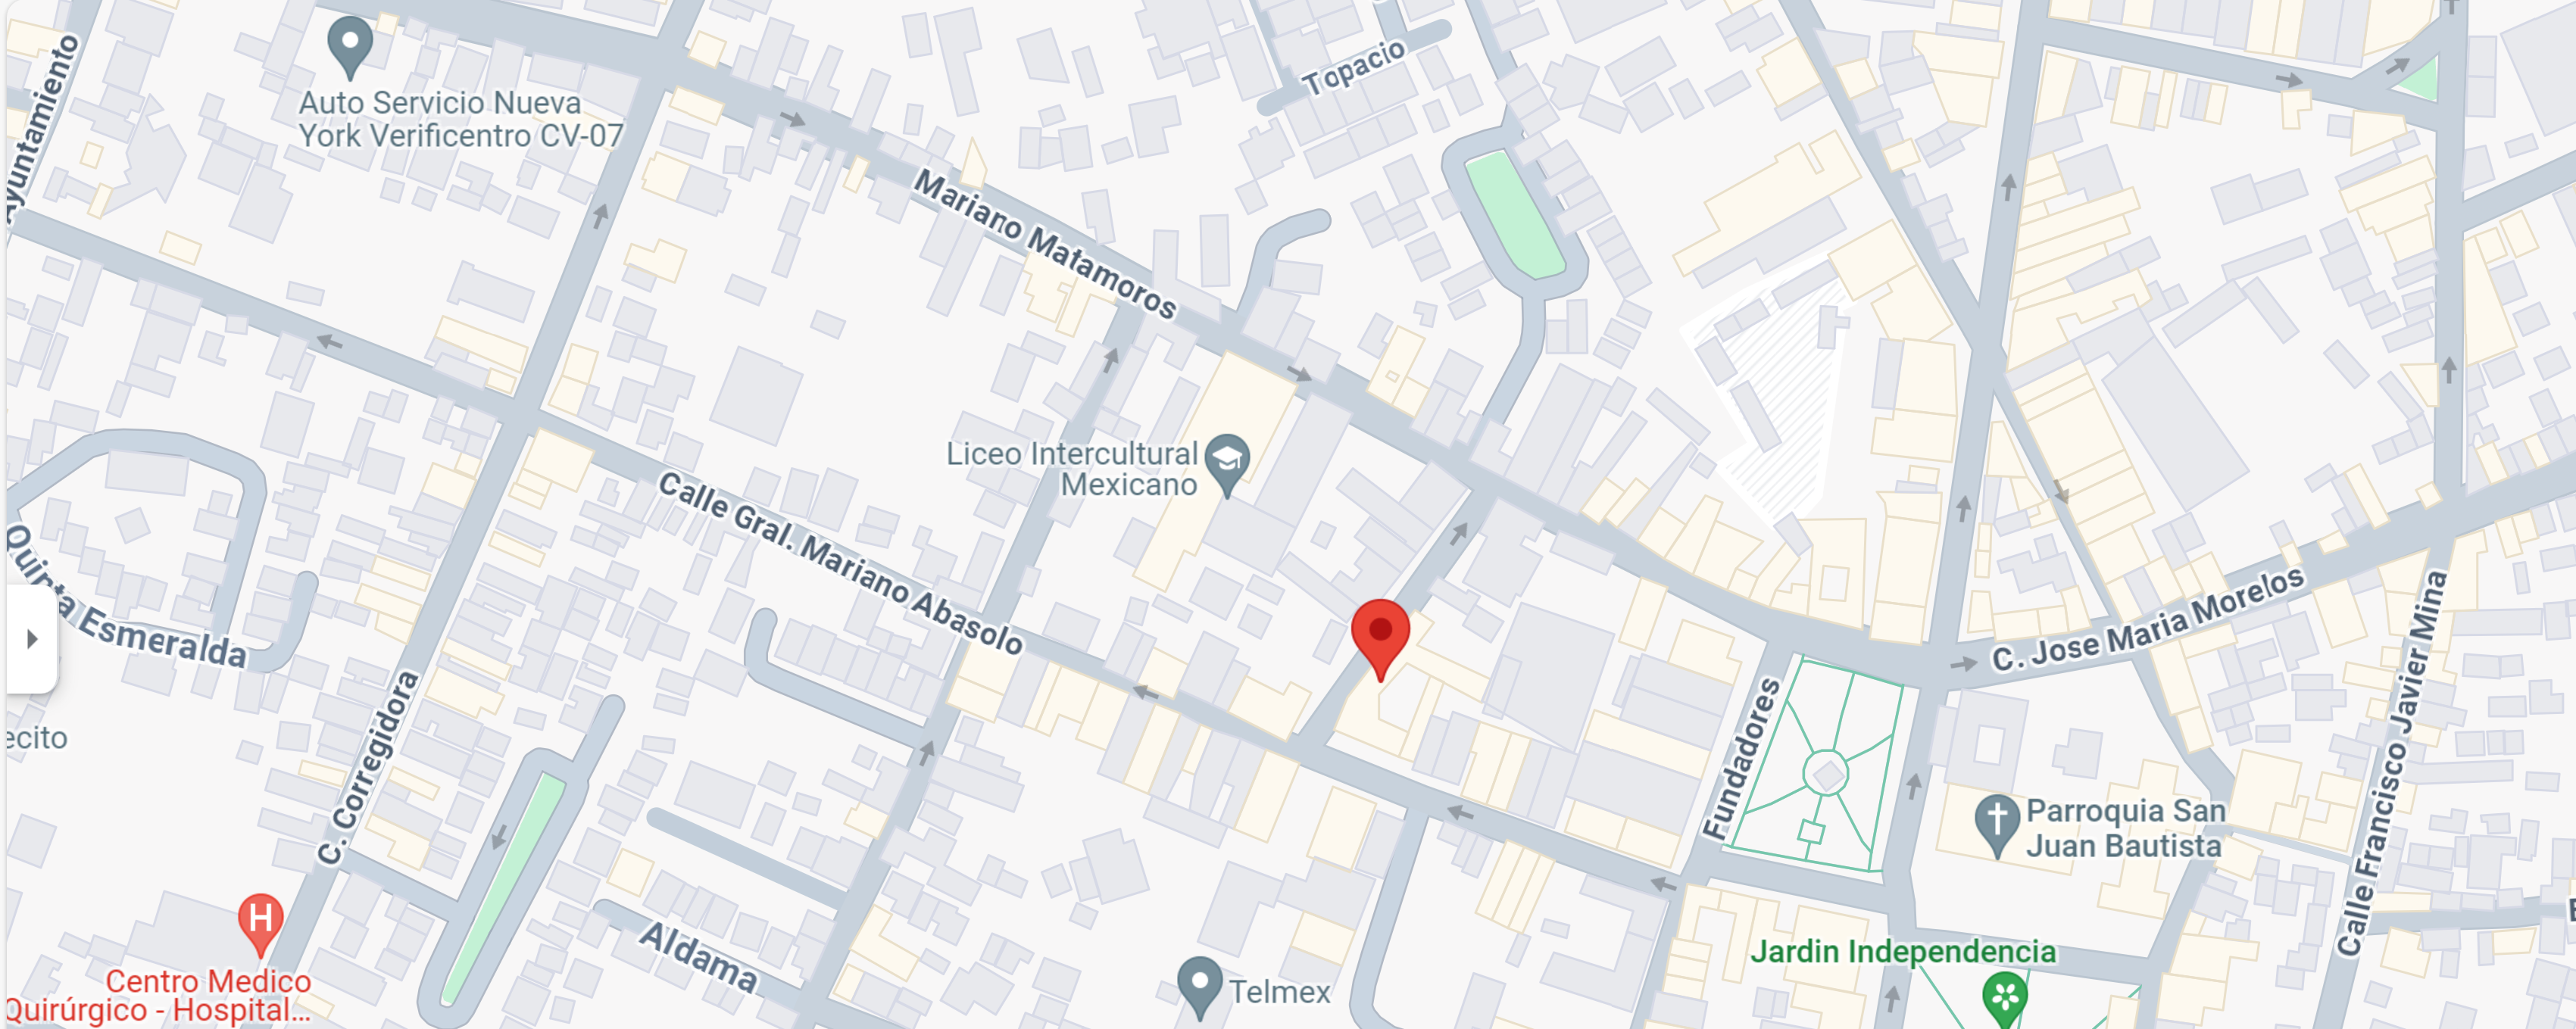 Ayuntamiento
Auto Servicio Nueva
York Verificentro CV-07
Topacio
Mariano Matamoros
Liceo Intercultural
Mexicano
Calle Gral. Mariano Abasolo
Quinta Esmeralda
C. Jose Maria Morelos
Calle Francisco Javier Mina
Fundadores
C. Corregidora
ecito
Parroquia San
Juan Bautista
H
Centro Medico
Quirúrgico - Hospital...
Aldama
Telmex
Jardin Independencia